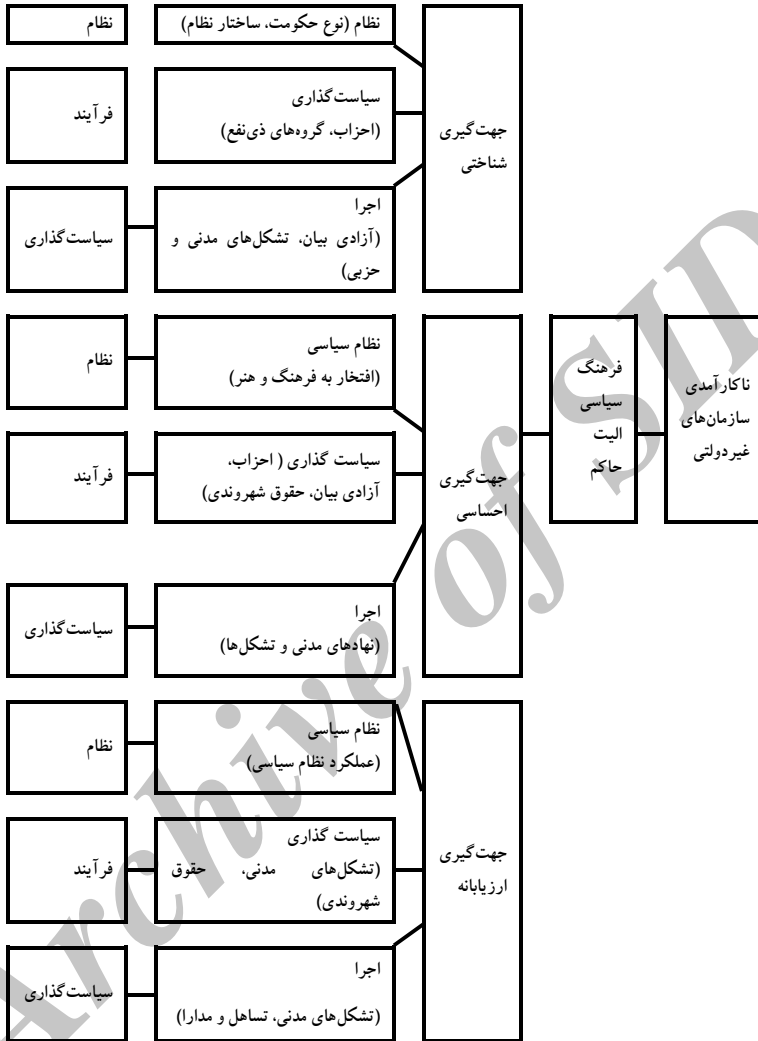 نظام (نوع حکومت، ساختار نظام)
نظام
سیاست‌گذاری
(احزاب، گروه‌های ذی‌نفع)
فرآیند
جهت‌گیری
شناختی
اجرا
(آزادی بیان، تشکل‌های مدنی و
حزبی)
سیاست‌گذاری
ناکارآمدی
سازمان‌های
غیردولتی
فرهنگ
سیاسی
الیت
حاکم
جهت‌گیری
احساسی
نظام سیاسی
(افتخار به فرهنگ و هنر)
نظام
سیاست گذاری ( احزاب،
آزادی بیان، حقوق شهروندی)
فرآیند
اجرا
(نهادهای مدنی و تشکل‌ها)
سیاست‌گذاری
جهت‌گیری
ارزیابانه
نظام سیاسی
(عملکرد نظام سیاسی)
نظام
سیاست گذاری
(تشکل‌های مدنی، حقوق
شهروندی)
فرآیند
اجرا
(تشکل‌های مدنی، تساهل و مدارا)
سیاست‌گذاری
Archive of SID